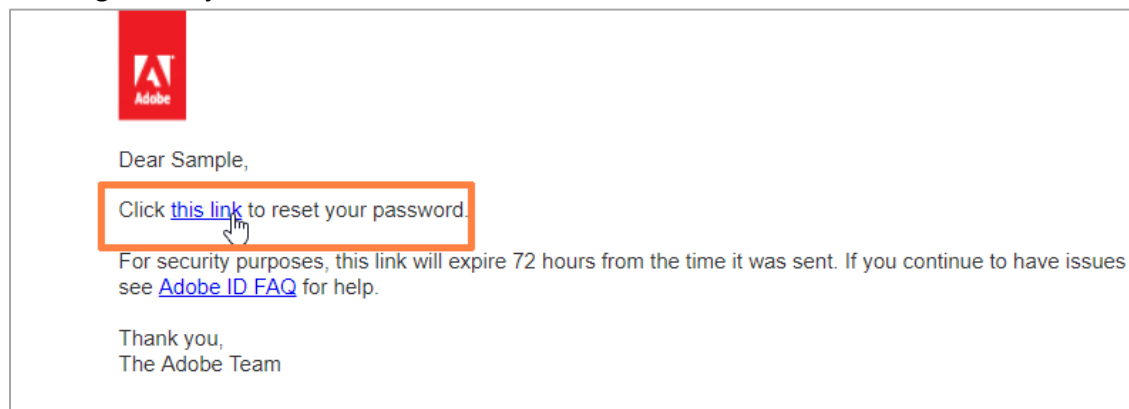 Adobe
Dear Sample,
Click this link to reset your password.
For security purposes, this link will expire 72 hours from the time it was sent. If you continue to have issues
see Adobe ID FAQ for help.
Thank you,
The Adobe Team